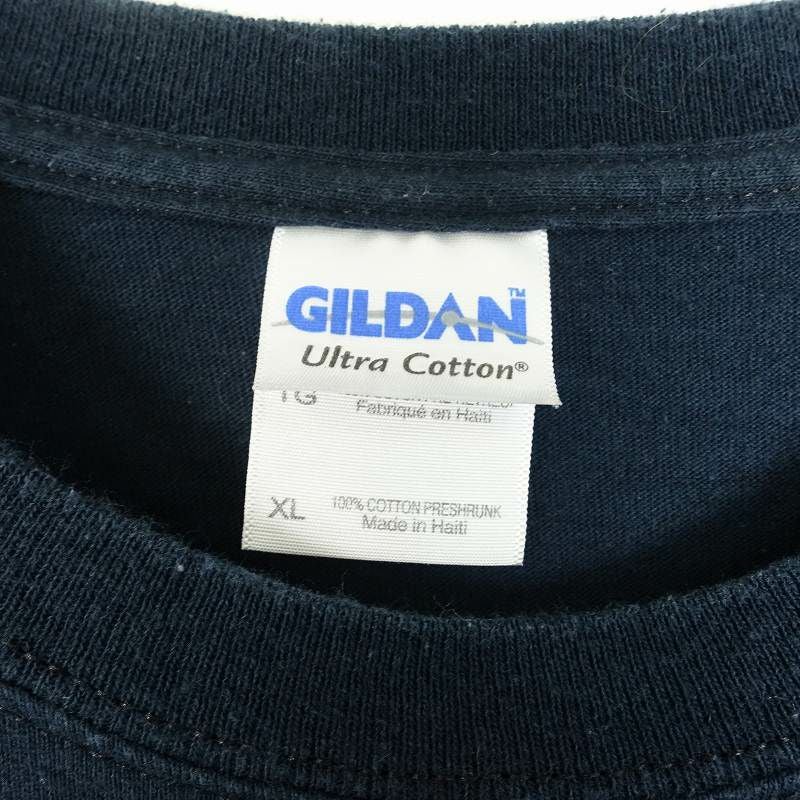 GILDAN™
Ultra Cotton®
TG
Fabriqué en Haïti
XL 100% COTTON PRESHRUNK
Made in Haiti